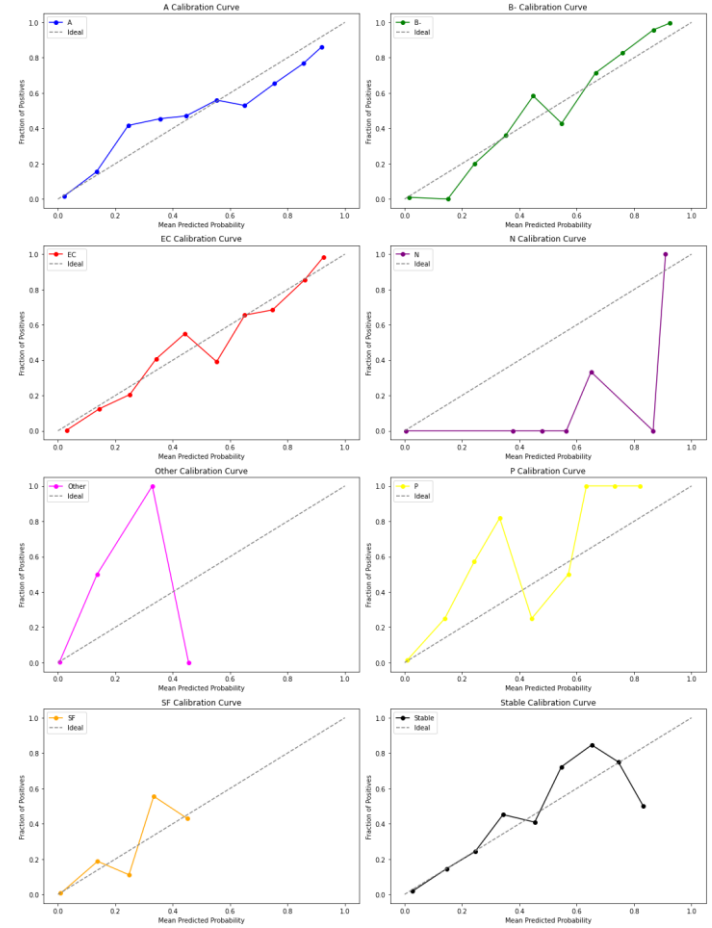 A Calibration Curve
A
Ideal
Fraction of Positives
1.0
0.8
0.6
0.4
0.2
0.0
0.0 0.2 0.4 0.6 0.8 1.0
Mean Predicted Probability
B- Calibration Curve
B-
Ideal
Fraction of Positives
1.0
0.8
0.6
0.4
0.2
0.0
0.0 0.2 0.4 0.6 0.8 1.0
Mean Predicted Probability
EC Calibration Curve
EC
Ideal
Fraction of Positives
1.0
0.8
0.6
0.4
0.2
0.0
0.0 0.2 0.4 0.6 0.8 1.0
Mean Predicted Probability
N Calibration Curve
N
Ideal
Fraction of Positives
1.0
0.8
0.6
0.4
0.2
0.0
0.0 0.2 0.4 0.6 0.8 1.0
Mean Predicted Probability
Other Calibration Curve
Other
Ideal
Fraction of Positives
1.0
0.8
0.6
0.4
0.2
0.0
0.0 0.2 0.4 0.6 0.8 1.0
Mean Predicted Probability
P Calibration Curve
P
Ideal
Fraction of Positives
1.0
0.8
0.6
0.4
0.2
0.0
0.0 0.2 0.4 0.6 0.8 1.0
Mean Predicted Probability
SF Calibration Curve
SF
Ideal
Fraction of Positives
1.0
0.8
0.6
0.4
0.2
0.0
0.0 0.2 0.4 0.6 0.8 1.0
Mean Predicted Probability
Stable Calibration Curve
Stable
Ideal
Fraction of Positives
1.0
0.8
0.6
0.4
0.2
0.0
0.0 0.2 0.4 0.6 0.8 1.0
Mean Predicted Probability